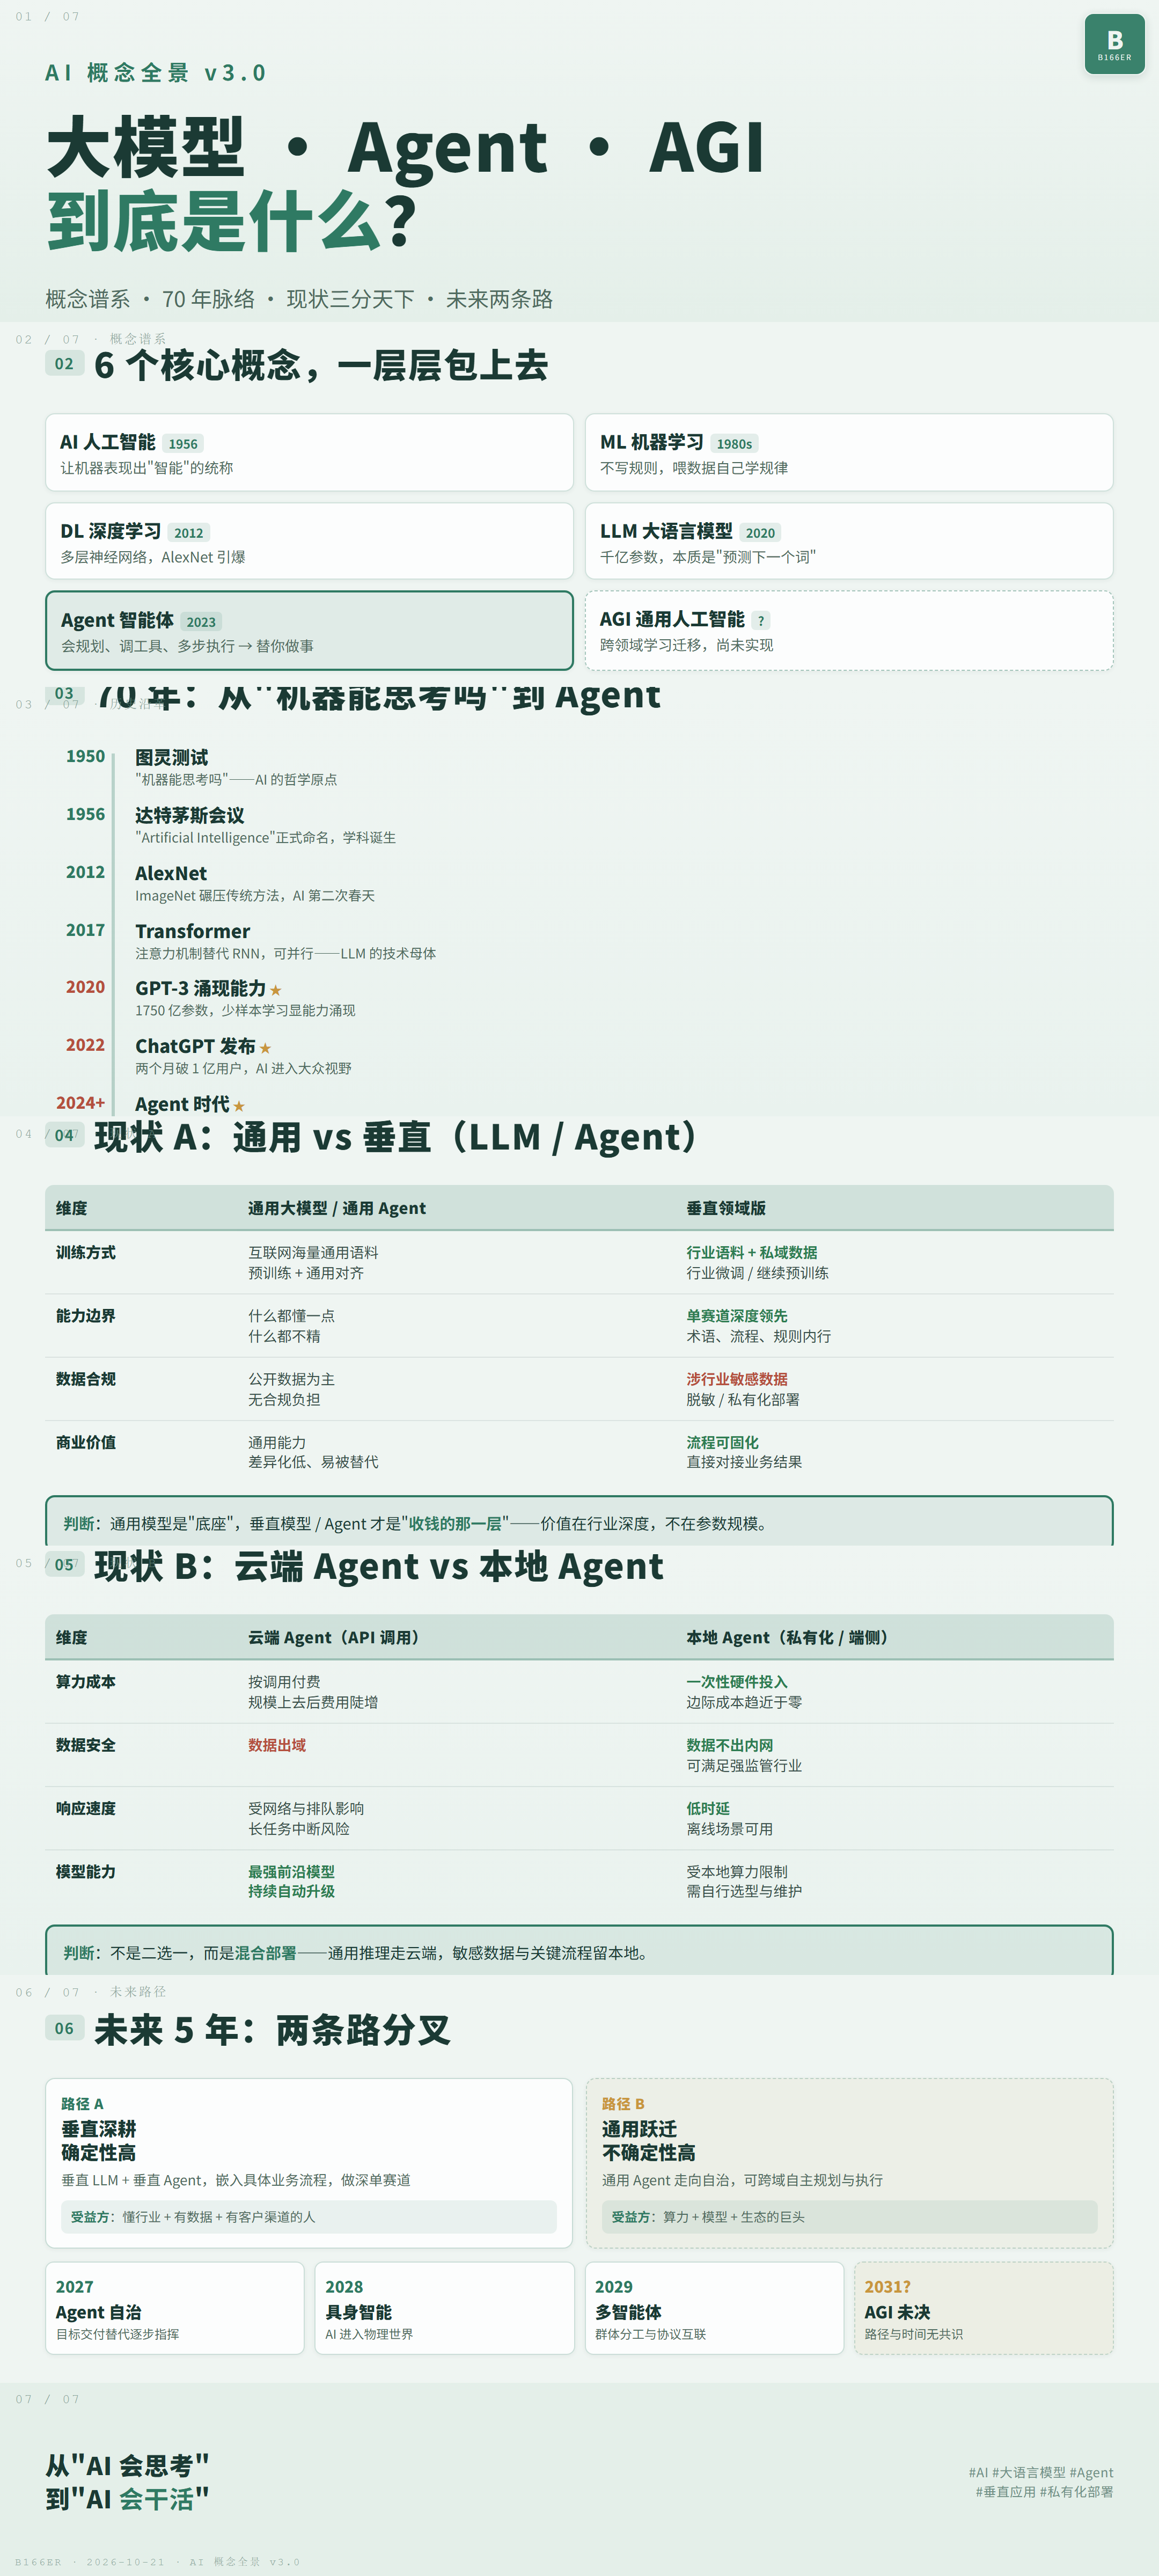 01 / 07
B
B166ER
AI 概念全景 v3.0
大模型 · Agent · AGI
到底是什么?
概念谱系 · 70 年脉络 · 现状三分天下 · 未来两条路
02 / 07 · 概念谱系
02 6 个核心概念，一层层包上去
AI 人工智能 1956
让机器表现出"智能"的统称
ML 机器学习 1980s
不写规则，喂数据自己学规律
DL 深度学习 2012
多层神经网络，AlexNet 引爆
LLM 大语言模型 2020
千亿参数，本质是"预测下一个词"
Agent 智能体 2023
会规划、调工具、多步执行 → 替你做事
AGI 通用人工智能 ?
跨领域学习迁移，尚未实现
03 70 年：从"机器能思考吗"到 Agent
03 / 07 · 历史沿革
1950 图灵测试
"机器能思考吗"——AI 的哲学原点
1956 达特茅斯会议
"Artificial Intelligence"正式命名，学科诞生
2012 AlexNet
ImageNet 碾压传统方法，AI 第二次春天
2017 Transformer
注意力机制替代 RNN，可并行——LLM 的技术母体
2020 GPT-3 涌现能力 ★
1750 亿参数，少样本学习显能力涌现
2022 ChatGPT 发布 ★
两个月破 1 亿用户，AI 进入大众视野
2024+ Agent 时代 ★
04 / 07
04 现状 A：通用 vs 垂直（LLM / Agent）
维度 通用大模型 / 通用 Agent 垂直领域版
训练方式 互联网海量通用语料 行业语料 + 私域数据
预训练 + 通用对齐 行业微调 / 继续预训练
能力边界 什么都懂一点 单赛道深度领先
什么都不精 术语、流程、规则内行
数据合规 公开数据为主 涉行业敏感数据
无合规负担 脱敏 / 私有化部署
商业价值 通用能力 流程可固化
差异化低、易被替代 直接对接业务结果
判断：通用模型是"底座"，垂直模型 / Agent 才是"收钱的那一层"——价值在行业深度，不在参数规模。
05 / 07
05 现状 B：云端 Agent vs 本地 Agent
维度 云端 Agent（API 调用） 本地 Agent（私有化 / 端侧）
算力成本 按调用付费 一次性硬件投入
规模上去后费用陡增 边际成本趋近于零
数据安全 数据出域 数据不出内网
可满足强监管行业
响应速度 受网络与排队影响 低时延
长任务中断风险 离线场景可用
模型能力 最强前沿模型 受本地算力限制
持续自动升级 需自行选型与维护
判断：不是二选一，而是混合部署——通用推理走云端，敏感数据与关键流程留本地。
06 / 07 · 未来路径
06 未来 5 年：两条路分叉
路径 A
垂直深耕
确定性高
垂直 LLM + 垂直 Agent，嵌入具体业务流程，做深单赛道
受益方：懂行业 + 有数据 + 有客户渠道的人
路径 B
通用跃迁
不确定性高
通用 Agent 走向自治，可跨域自主规划与执行
受益方：算力 + 模型 + 生态的巨头
2027
Agent 自治
目标交付替代逐步指挥
2028
具身智能
AI 进入物理世界
2029
多智能体
群体分工与协议互联
2031?
AGI 未决
路径与时间无共识
07 / 07
从"AI 会思考"
到"AI 会干活"
#AI #大语言模型 #Agent
#垂直应用 #私有化部署
B166ER · 2026-10-21 · AI 概念全景 v3.0